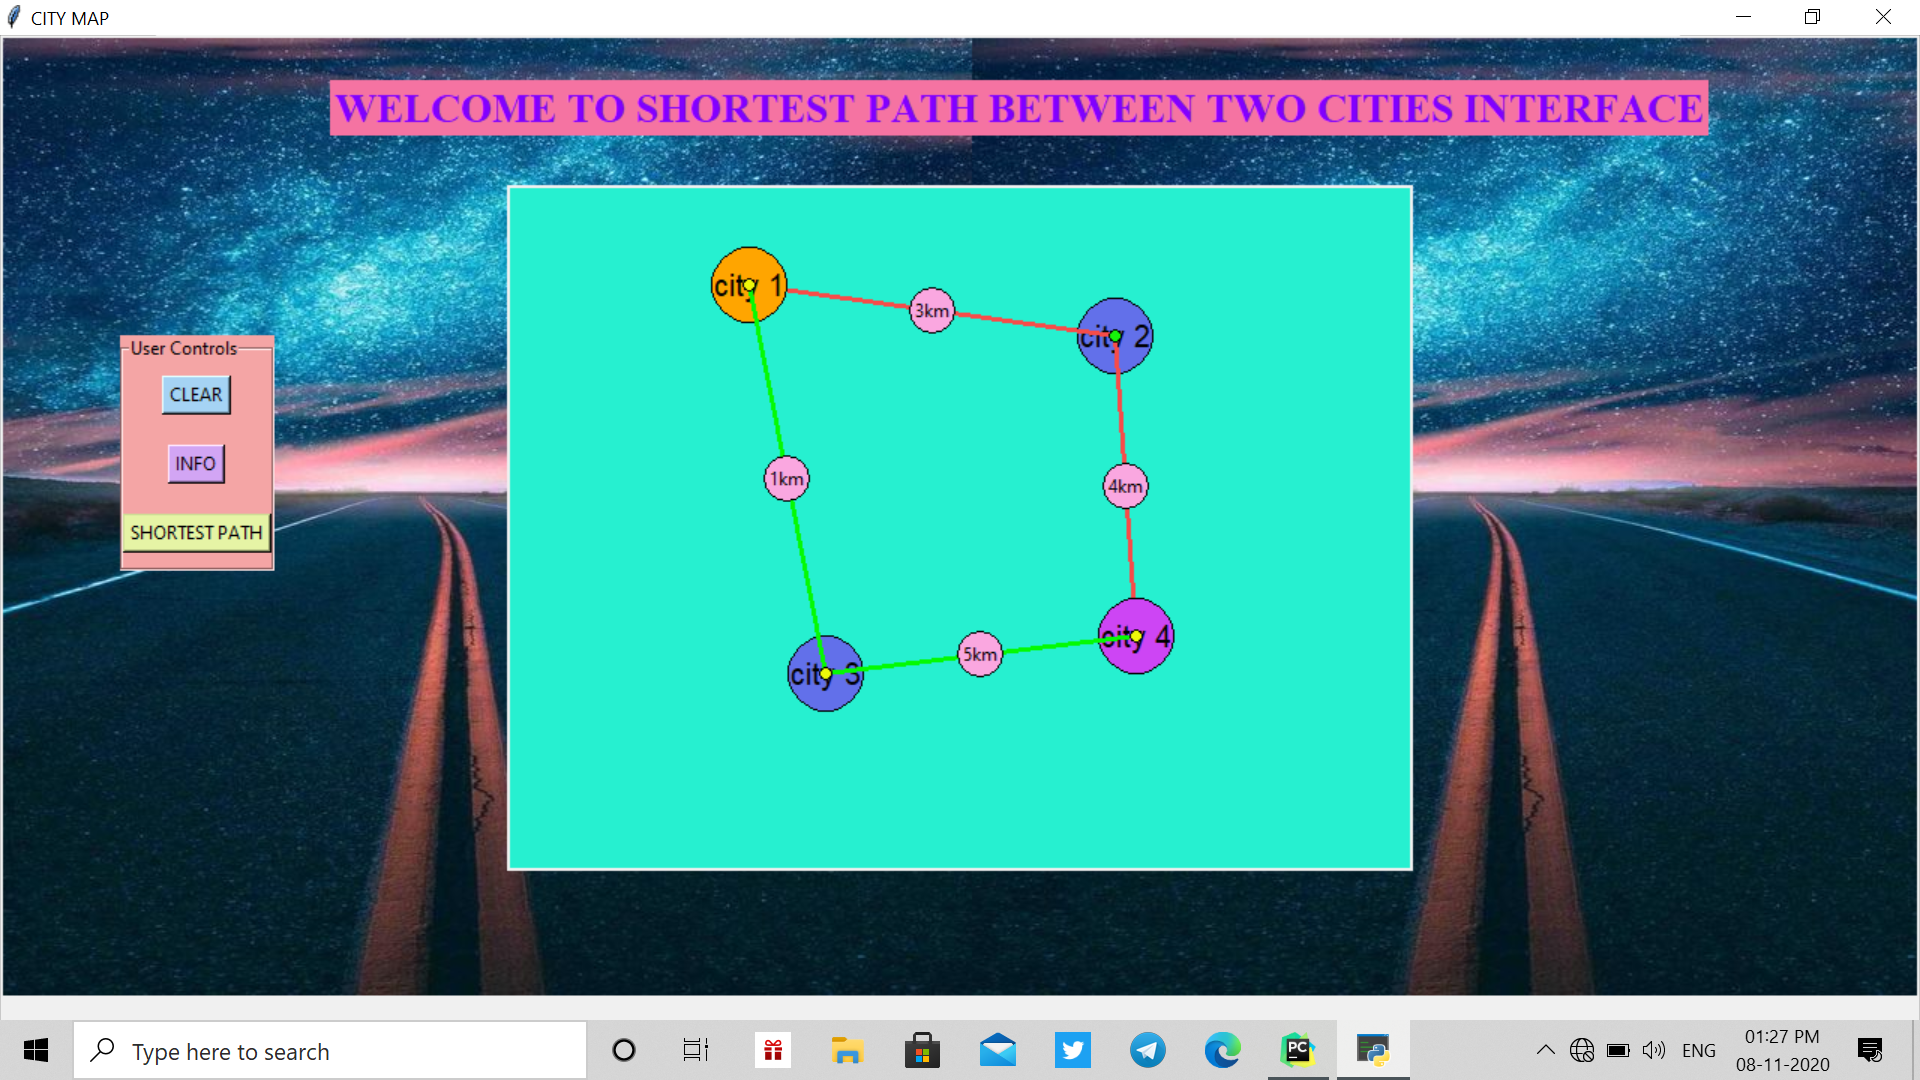 CITY MAP
WELCOME TO SHORTEST PATH BETWEEN TWO CITIES INTERFACE
city 1
3km
city 2
User Controls
CLEAR
INFO
SHORTEST PATH
1km
4km
city 3
5km
city 4
Type here to search
PC
ENG
01:27 PM
08-11-2020